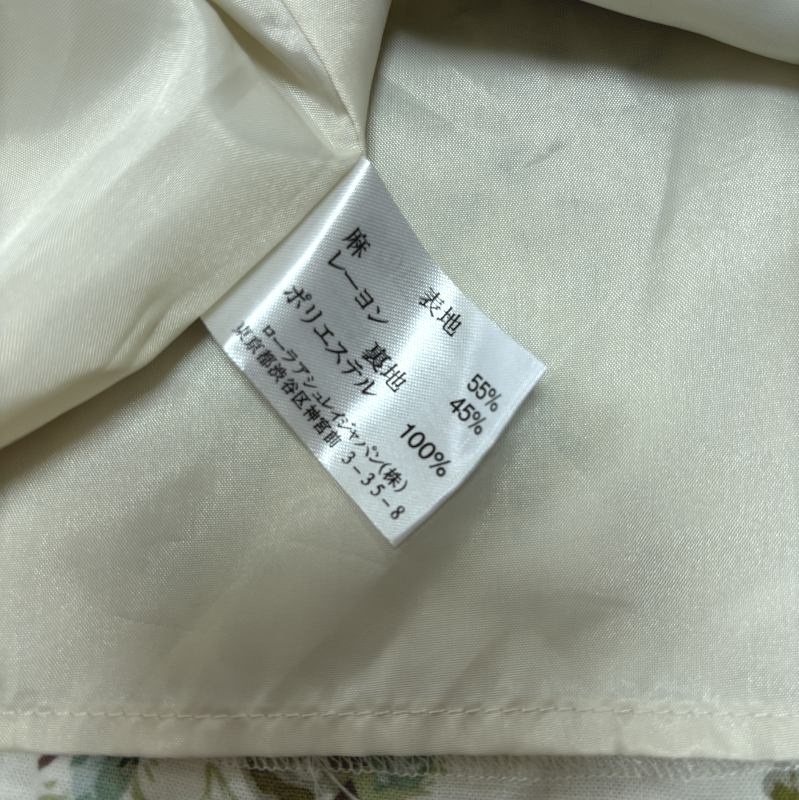 表地
麻 55%
レーヨン 45%
裏地
ポリエステル 100%
ローラアシュレイジャパン(株)
東京都渋谷区神宮前 3-35-8